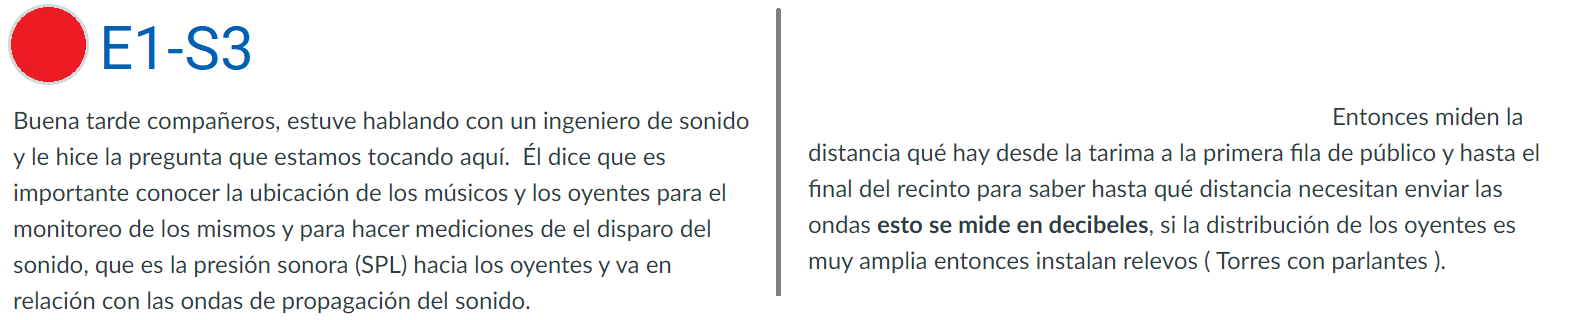 E1-S3
Buena tarde compañeros, estuve hablando con un ingeniero de sonido
y le hice la pregunta que estamos tocando aquí.  Él dice que es
importante conocer la ubicación de los músicos y los oyentes para el
monitoreo de los mismos y para hacer mediciones de el disparo del
sonido, que es la presión sonora (SPL) hacia los oyentes y va en
relación con las ondas de propagación del sonido.
Entonces miden la
distancia qué hay desde la tarima a la primera fila de público y hasta el
final del recinto para saber hasta qué distancia necesitan enviar las
ondas esto se mide en decibeles, si la distribución de los oyentes es
muy amplia entonces instalan relevos ( Torres con parlantes ).